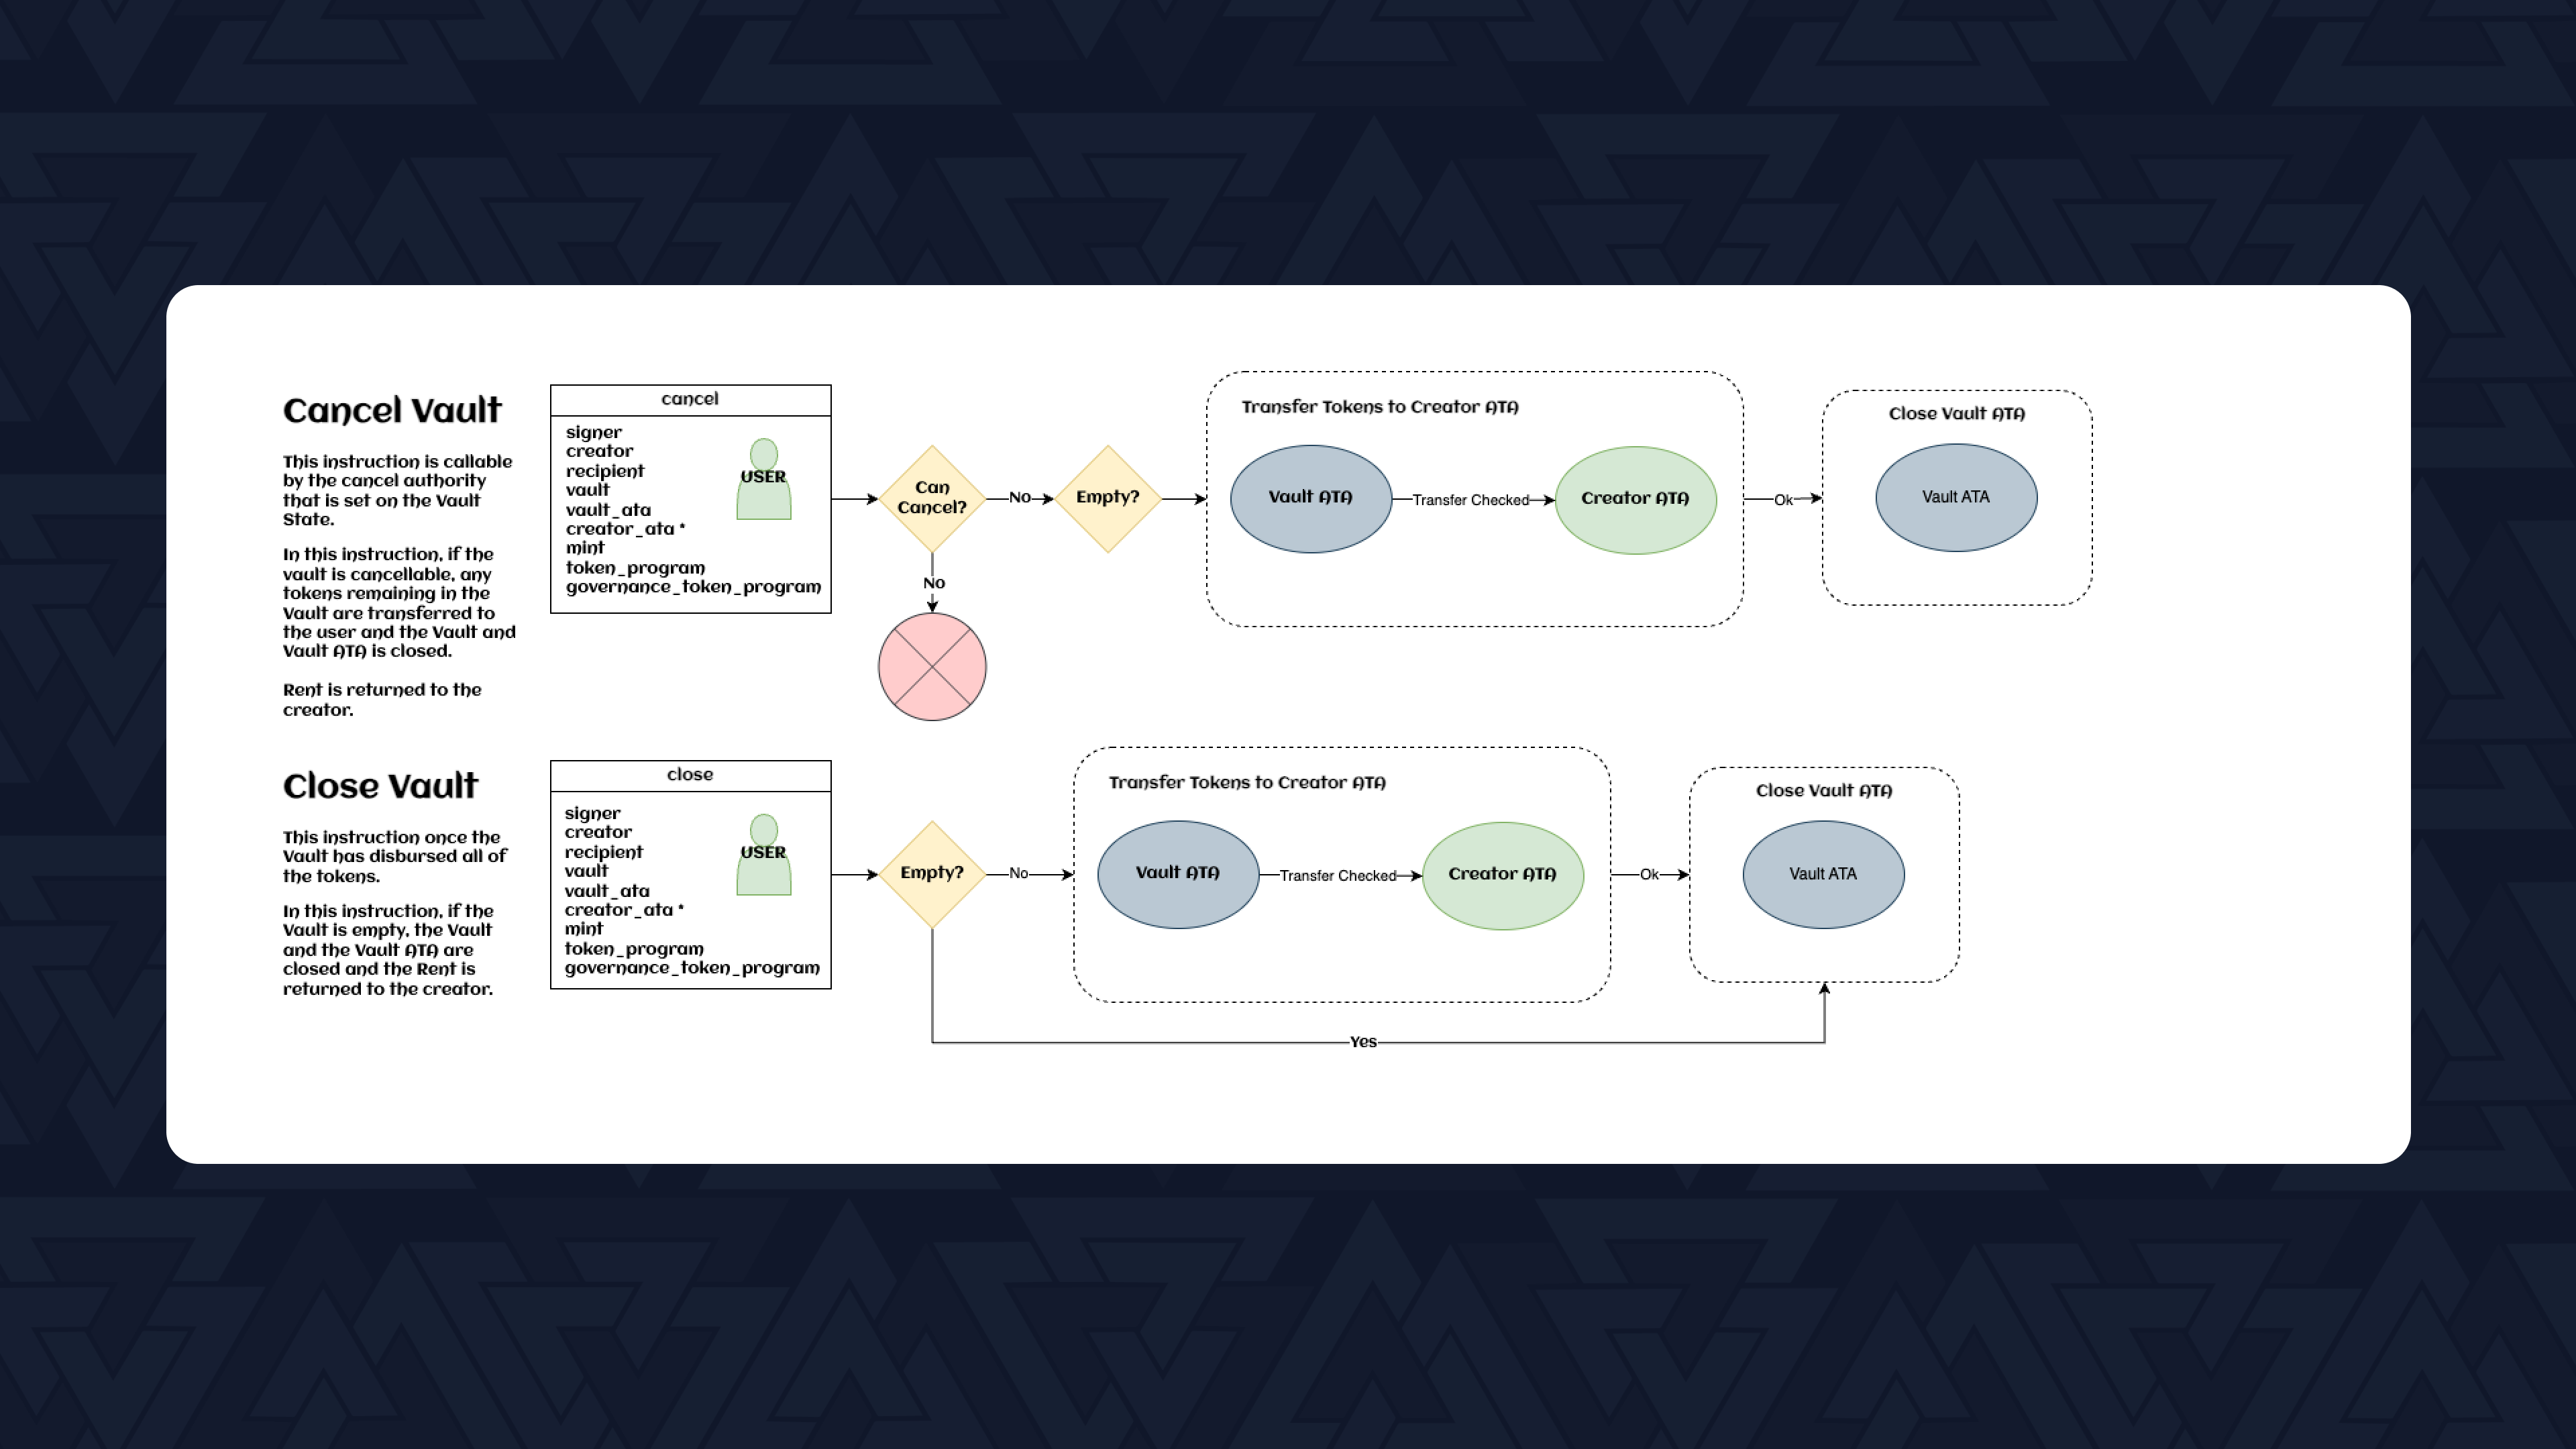 Cancel Vault
This instruction is callable
by the cancel authority
that is set on the Vault
State.
In this instruction, if the
vault is cancellable, any
tokens remaining in the
Vault are transferred to
the user and the Vault and
Vault ATA is closed.
Rent is returned to the
creator.
cancel
signer
creator
recipient
vault
vault_ata
creator_ata *
mint
token_program
governance_token_program
USER
Can
Cancel?
No
No
Empty?
Transfer Tokens to Creator ATA
Vault ATA
Transfer Checked
Creator ATA
Ok
Close Vault ATA
Vault ATA
Close Vault
This instruction once the
Vault has disbursed all of
the tokens.
In this instruction, if the
Vault is empty, the Vault
and the Vault ATA are
closed and the Rent is
returned to the creator.
close
signer
creator
recipient
vault
vault_ata
creator_ata *
mint
token_program
governance_token_program
USER
Empty?
No
Transfer Tokens to Creator ATA
Vault ATA
Transfer Checked
Creator ATA
Ok
Close Vault ATA
Vault ATA
Yes